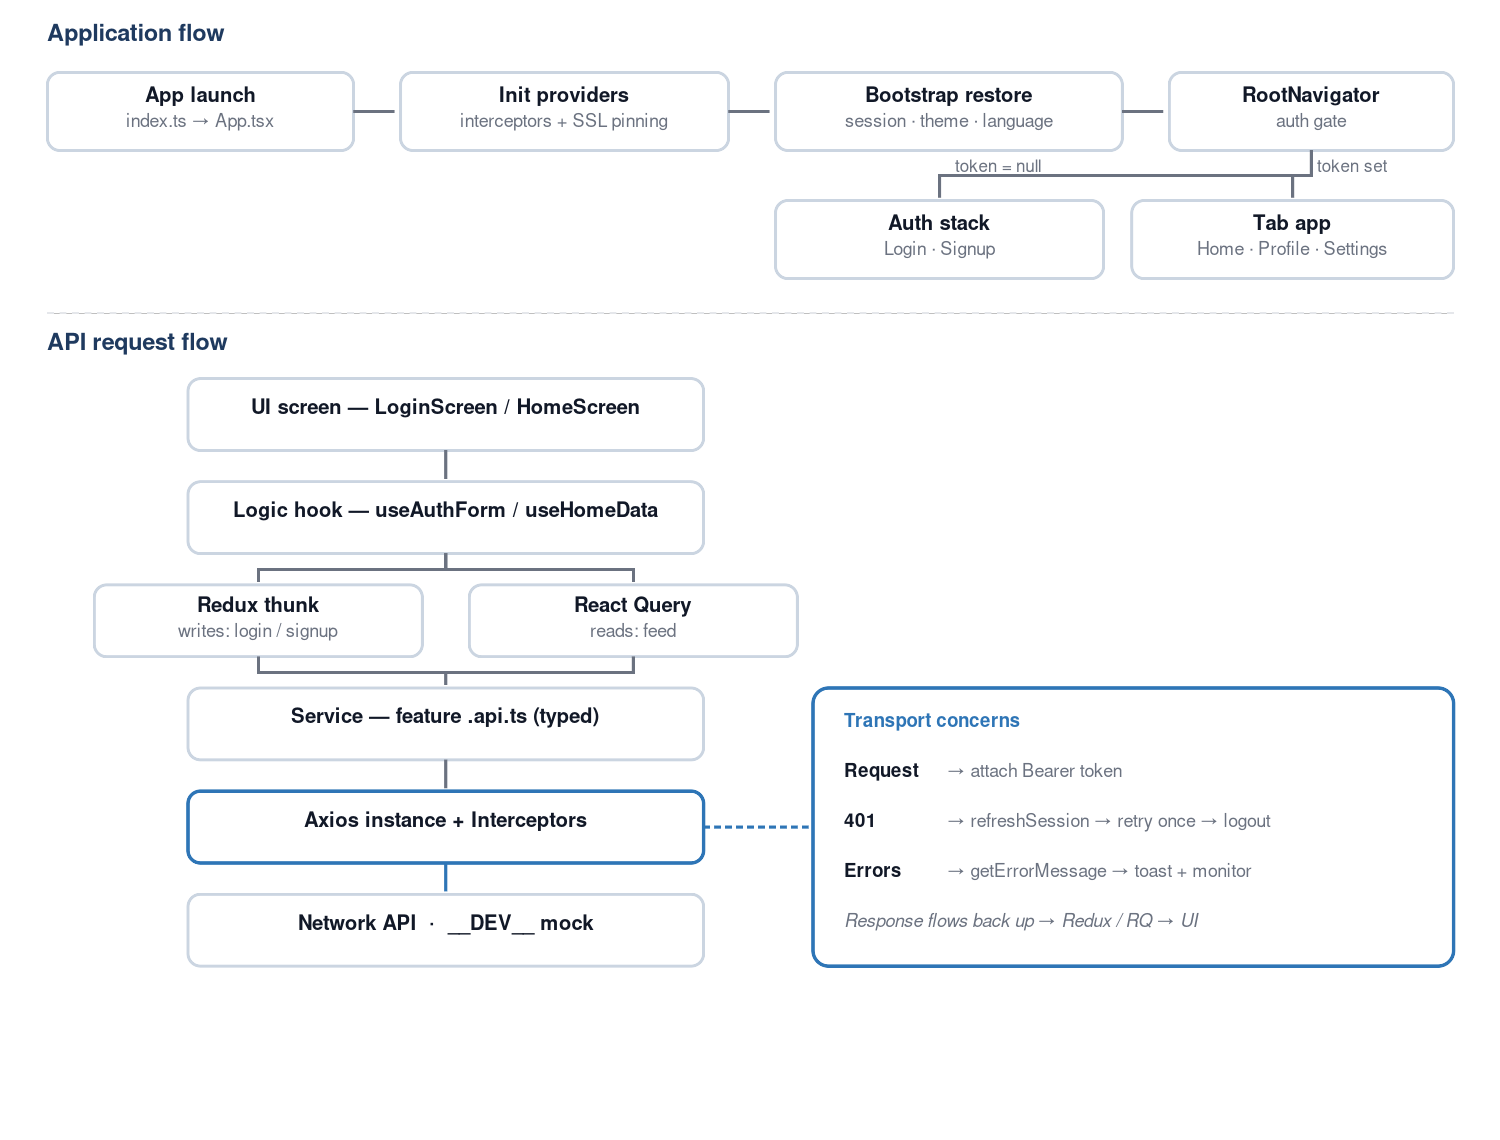 Application flow
App launch
index.ts → App.tsx
Init providers
interceptors + SSL pinning
Bootstrap restore
session · theme · language
RootNavigator
auth gate
token = null
token set
Auth stack
Login · Signup
Tab app
Home · Profile · Settings
API request flow
UI screen — LoginScreen / HomeScreen
Logic hook — useAuthForm / useHomeData
Redux thunk
writes: login / signup
React Query
reads: feed
Service — feature .api.ts (typed)
Axios instance + Interceptors
Network API · __DEV__ mock
Transport concerns
Request → attach Bearer token
401 → refreshSession → retry once → logout
Errors → getErrorMessage → toast + monitor
Response flows back up → Redux / RQ → UI